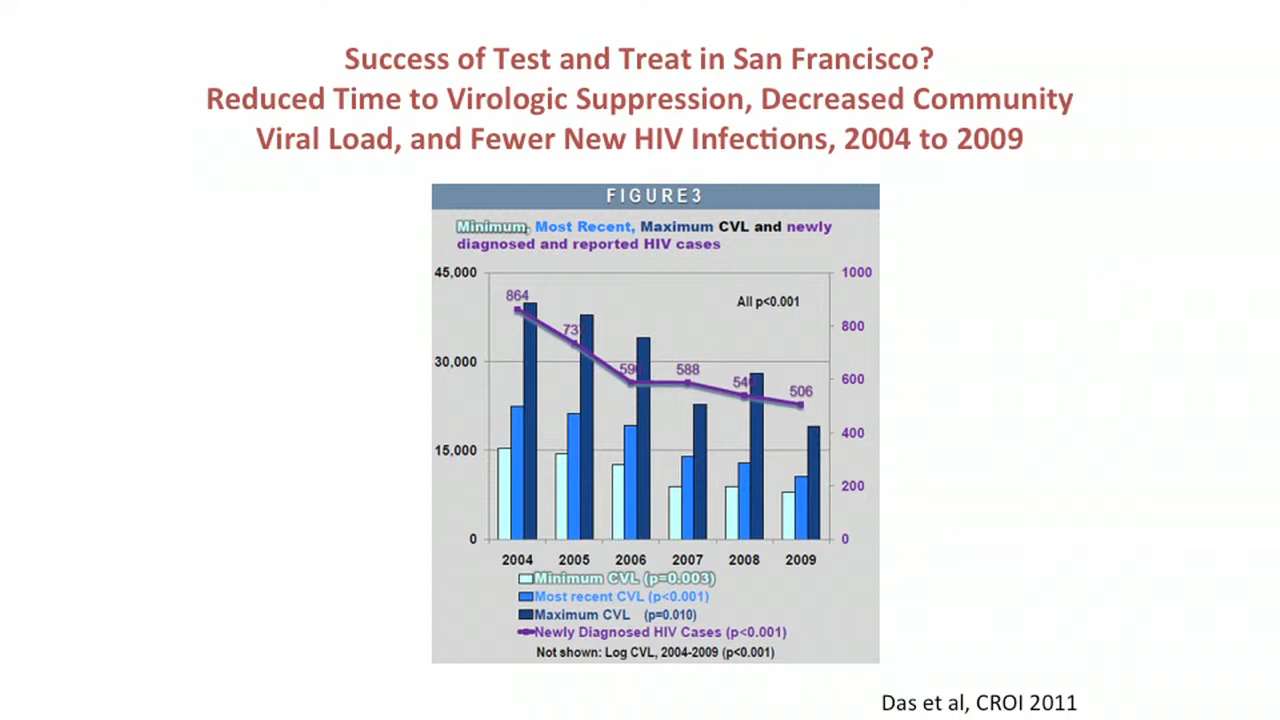 Success of Test and Treat in San Francisco?
Reduced Time to Virologic Suppression, Decreased Community
Viral Load, and Fewer New HIV Infections, 2004 to 2009
FIGURE3
Minimum, Most Recent, Maximum CVL and newly
diagnosed and reported HIV cases
45,000
30,000
15,000
0
1000
800
600
400
200
0
All p<0.001
864
588
506
2004 2005 2006 2007 2008 2009
Minimum CVL (p=0.003)
Most recent CVL (p<0.001)
Maximum CVL (p=0.010)
Newly Diagnosed HIV Cases (p<0.001)
Not shown: Log CVL, 2004-2009 (p<0.001)
Das et al, CROI 2011